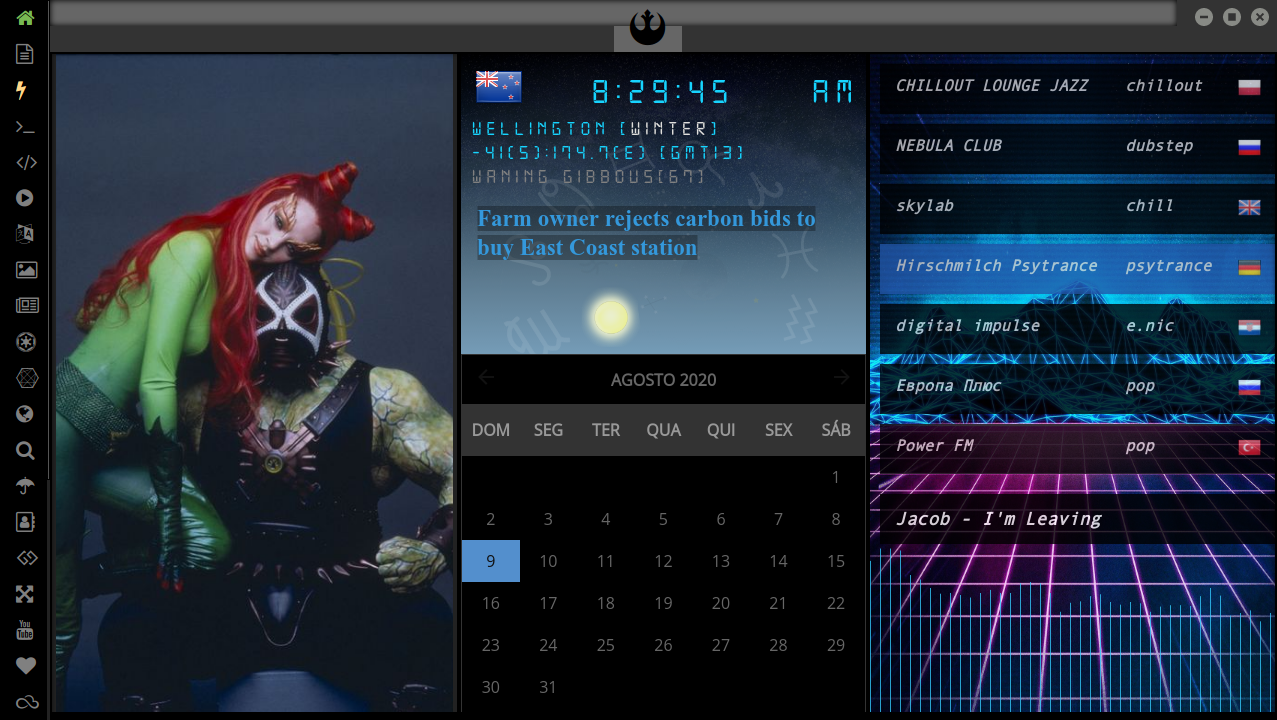 8:29:45 AM
WELLINGTON (WINTER)
-41(S):174.7(E) (GMT13)
WANING GIBBOUS(67)
Farm owner rejects carbon bids to
buy East Coast station
AGOSTO 2020
DOM SEG TER QUA QUI SEX SÁB
1
2 3 4 5 6 7 8
9 10 11 12 13 14 15
16 17 18 19 20 21 22
23 24 25 26 27 28 29
30 31
CHILLOUT LOUNGE JAZZ chillout
NEBULA CLUB dubstep
skylab chill
Hirschmilch Psytrance psytrance
digital impulse e.nic
Европа Плюс pop
Power FM pop
Jacob - I'm Leaving
You
Tube